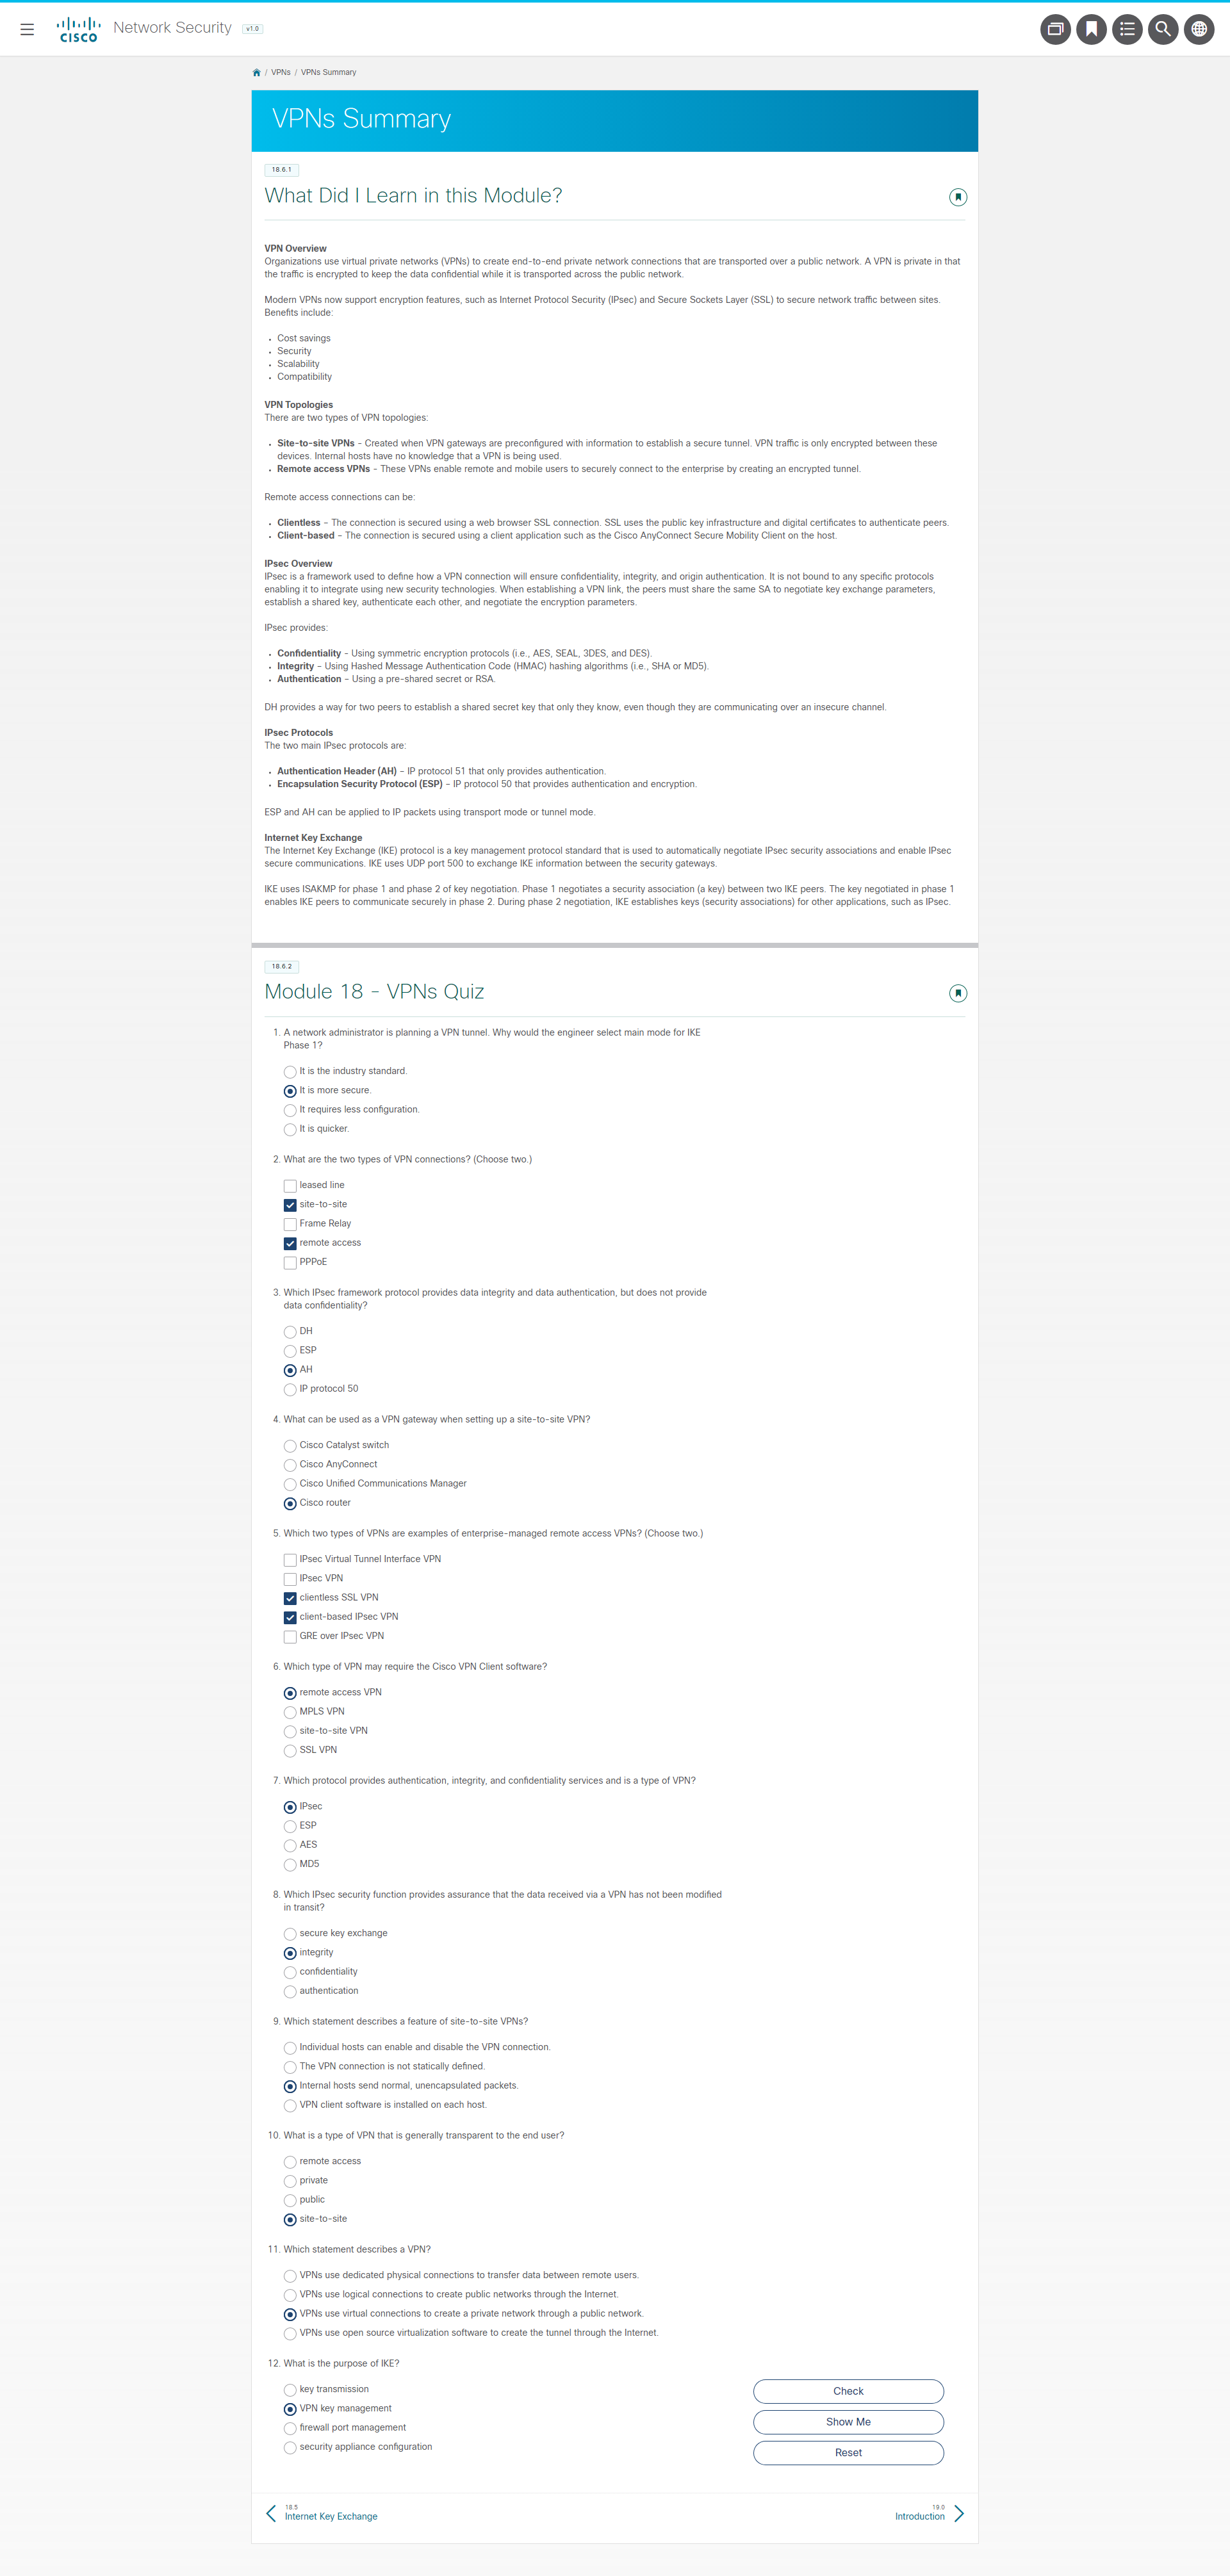 CISCO
Network Security v1.0
/ VPNs / VPNs Summary
VPNs Summary
18.6.1
What Did I Learn in this Module?
VPN Overview
Organizations use virtual private networks (VPNs) to create end-to-end private network connections that are transported over a public network. A VPN is private in that
the traffic is encrypted to keep the data confidential while it is transported across the public network.
Modern VPNs now support encryption features, such as Internet Protocol Security (IPsec) and Secure Sockets Layer (SSL) to secure network traffic between sites.
Benefits include:
• Cost savings
• Security
• Scalability
• Compatibility
VPN Topologies
There are two types of VPN topologies:
• Site-to-site VPNs - Created when VPN gateways are preconfigured with information to establish a secure tunnel. VPN traffic is only encrypted between these
devices. Internal hosts have no knowledge that a VPN is being used.
• Remote access VPNs - These VPNs enable remote and mobile users to securely connect to the enterprise by creating an encrypted tunnel.
Remote access connections can be:
• Clientless – The connection is secured using a web browser SSL connection. SSL uses the public key infrastructure and digital certificates to authenticate peers.
• Client-based – The connection is secured using a client application such as the Cisco AnyConnect Secure Mobility Client on the host.
IPsec Overview
IPsec is a framework used to define how a VPN connection will ensure confidentiality, integrity, and origin authentication. It is not bound to any specific protocols
enabling it to integrate using new security technologies. When establishing a VPN link, the peers must share the same SA to negotiate key exchange parameters,
establish a shared key, authenticate each other, and negotiate the encryption parameters.
IPsec provides:
• Confidentiality - Using symmetric encryption protocols (i.e., AES, SEAL, 3DES, and DES).
• Integrity – Using Hashed Message Authentication Code (HMAC) hashing algorithms (i.e., SHA or MD5).
• Authentication – Using a pre-shared secret or RSA.
DH provides a way for two peers to establish a shared secret key that only they know, even though they are communicating over an insecure channel.
IPsec Protocols
The two main IPsec protocols are:
• Authentication Header (AH) – IP protocol 51 that only provides authentication.
• Encapsulation Security Protocol (ESP) – IP protocol 50 that provides authentication and encryption.
ESP and AH can be applied to IP packets using transport mode or tunnel mode.
Internet Key Exchange
The Internet Key Exchange (IKE) protocol is a key management protocol standard that is used to automatically negotiate IPsec security associations and enable IPsec
secure communications. IKE uses UDP port 500 to exchange IKE information between the security gateways.
IKE uses ISAKMP for phase 1 and phase 2 of key negotiation. Phase 1 negotiates a security association (a key) between two IKE peers. The key negotiated in phase 1
enables IKE peers to communicate securely in phase 2. During phase 2 negotiation, IKE establishes keys (security associations) for other applications, such as IPsec.
18.6.2
Module 18 - VPNs Quiz
1. A network administrator is planning a VPN tunnel. Why would the engineer select main mode for IKE
Phase 1?
It is the industry standard.
It is more secure.
It requires less configuration.
It is quicker.
2. What are the two types of VPN connections? (Choose two.)
leased line
site-to-site
Frame Relay
remote access
PPPoE
3. Which IPsec framework protocol provides data integrity and data authentication, but does not provide
data confidentiality?
DH
ESP
AH
IP protocol 50
4. What can be used as a VPN gateway when setting up a site-to-site VPN?
Cisco Catalyst switch
Cisco AnyConnect
Cisco Unified Communications Manager
Cisco router
5. Which two types of VPNs are examples of enterprise-managed remote access VPNs? (Choose two.)
IPsec Virtual Tunnel Interface VPN
IPsec VPN
clientless SSL VPN
client-based IPsec VPN
GRE over IPsec VPN
6. Which type of VPN may require the Cisco VPN Client software?
remote access VPN
MPLS VPN
site-to-site VPN
SSL VPN
7. Which protocol provides authentication, integrity, and confidentiality services and is a type of VPN?
IPsec
ESP
AES
MD5
8. Which IPsec security function provides assurance that the data received via a VPN has not been modified
in transit?
secure key exchange
integrity
confidentiality
authentication
9. Which statement describes a feature of site-to-site VPNs?
Individual hosts can enable and disable the VPN connection.
The VPN connection is not statically defined.
Internal hosts send normal, unencapsulated packets.
VPN client software is installed on each host.
10. What is a type of VPN that is generally transparent to the end user?
remote access
private
public
site-to-site
11. Which statement describes a VPN?
VPNs use dedicated physical connections to transfer data between remote users.
VPNs use logical connections to create public networks through the Internet.
VPNs use virtual connections to create a private network through a public network.
VPNs use open source virtualization software to create the tunnel through the Internet.
12. What is the purpose of IKE?
key transmission
VPN key management
firewall port management
security appliance configuration
Check
Show Me
Reset
18.5
Internet Key Exchange
19.0
Introduction